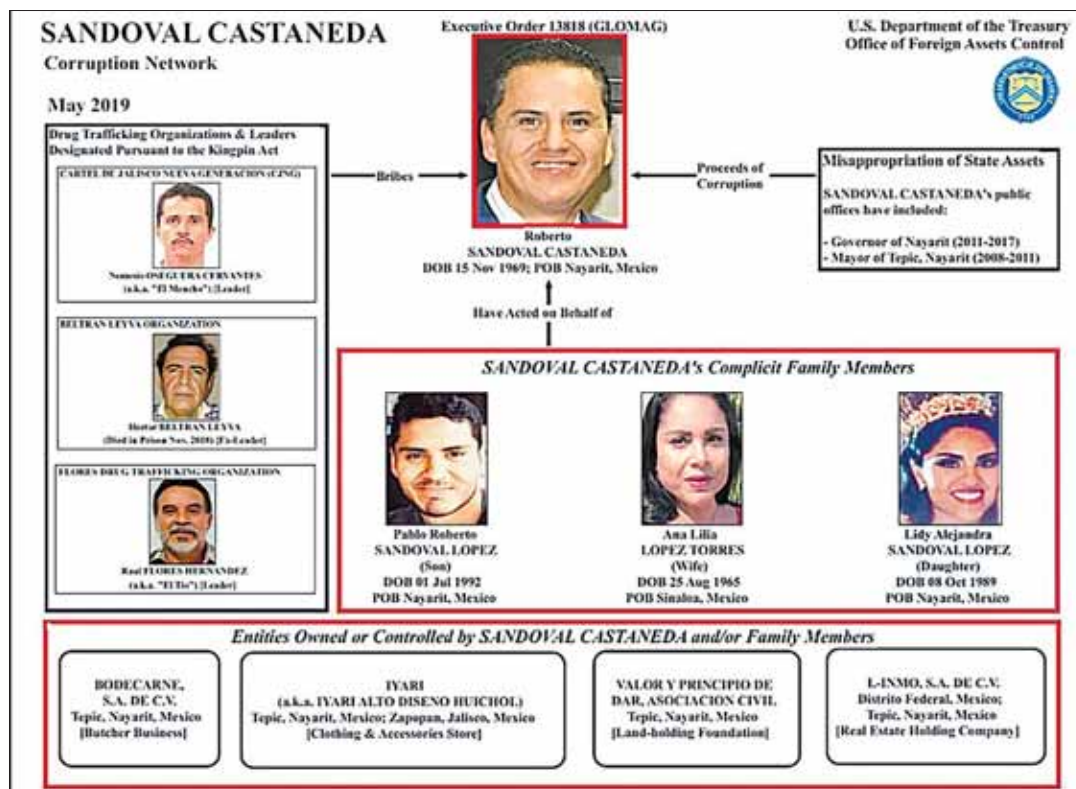 SANDOVAL CASTANEDA
Corruption Network
May 2019
Executive Order 13818 (GLOMAG)
U.S. Department of the Treasury
Office of Foreign Assets Control
Drug Trafficking Organizations & Leaders
Designated Pursuant to the Kingpin Act
CARTEL DE JALISCO NUEVA GENERACION (CJNG)
Nemesio OSEGUERA CERVANTES
(a.k.a. "El Mencho") [Leader]
BELTRAN LEYVA ORGANIZATION
Hector BELTRAN LEYVA
(Died in Prison Nov. 2018) [Ex-Leader]
FLORES DRUG TRAFFICKING ORGANIZATION
Raul FLORES HERNANDEZ
(a.k.a. "El Tio") [Leader]
Bribes
Roberto
SANDOVAL CASTANEDA
DOB 15 Nov 1969; POB Nayarit, Mexico
Proceeds of
Corruption
Misappropriation of State Assets
SANDOVAL CASTANEDA's public
offices have included:
- Governor of Nayarit (2011-2017)
- Mayor of Tepic, Nayarit (2008-2011)
Have Acted on Behalf of
SANDOVAL CASTANEDA's Complicit Family Members
Pablo Roberto
SANDOVAL LOPEZ
(Son)
DOB 01 Jul 1992
POB Nayarit, Mexico
Ana Lilia
LOPEZ TORRES
(Wife)
DOB 25 Aug 1965
POB Sinaloa, Mexico
Lidy Alejandra
SANDOVAL LOPEZ
(Daughter)
DOB 08 Oct 1989
POB Nayarit, Mexico
Entities Owned or Controlled by SANDOVAL CASTANEDA and/or Family Members
BODECARNE,
S.A. DE C.V.
Tepic, Nayarit, Mexico
[Butcher Business]
IYARI
(a.k.a. IYARI ALTO DISENO HUICHOL)
Tepic, Nayarit, Mexico; Zapopan, Jalisco, Mexico
[Clothing & Accessories Store]
VALOR Y PRINCIPIO DE
DAR, ASOCIACION CIVIL
Tepic, Nayarit, Mexico
[Land-holding Foundation]
L-INMO, S.A. DE C.V.
Distrito Federal, Mexico;
Tepic, Nayarit, Mexico
[Real Estate Holding Company]